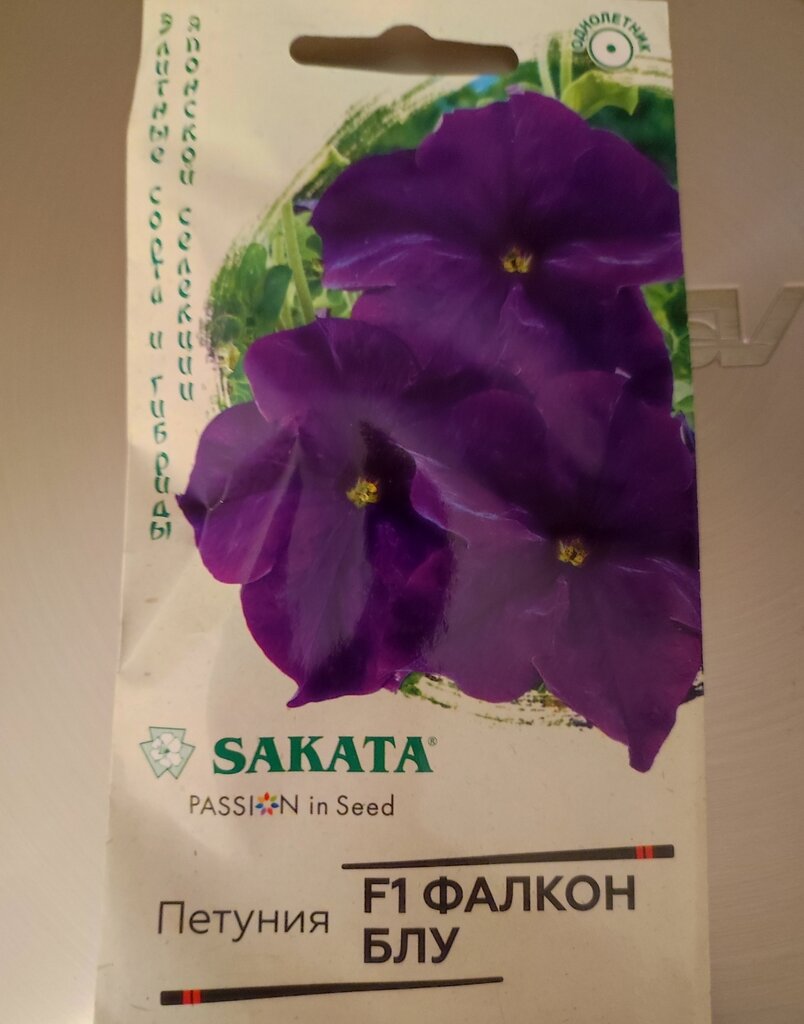 Элитные сорта и гибриды
японской селекции
ОДНОЛЕТНИК
SAKATA®
PASSION in Seed
Петуния
F1 ФАЛКОН
БЛУ